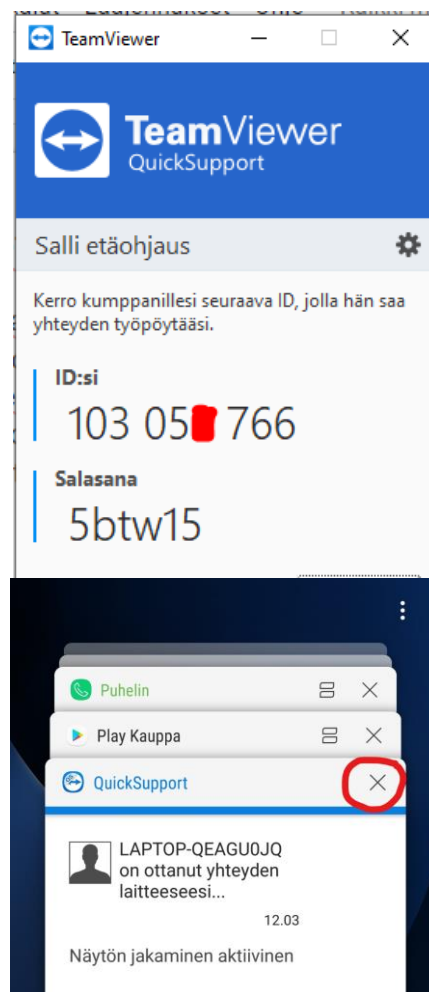 TeamViewer
TeamViewer
QuickSupport
Salli etäohjaus
Kerro kumppanillesi seuraava ID, jolla hän saa
yhteyden työpöytääsi.
ID:si
103 05 766
Salasana
5btw15
Puhelin
Play Kauppa
QuickSupport
LAPTOP-QEAGU0JQ
on ottanut yhteyden
laitteeseesi...
12.03
Näytön jakaminen aktiivinen